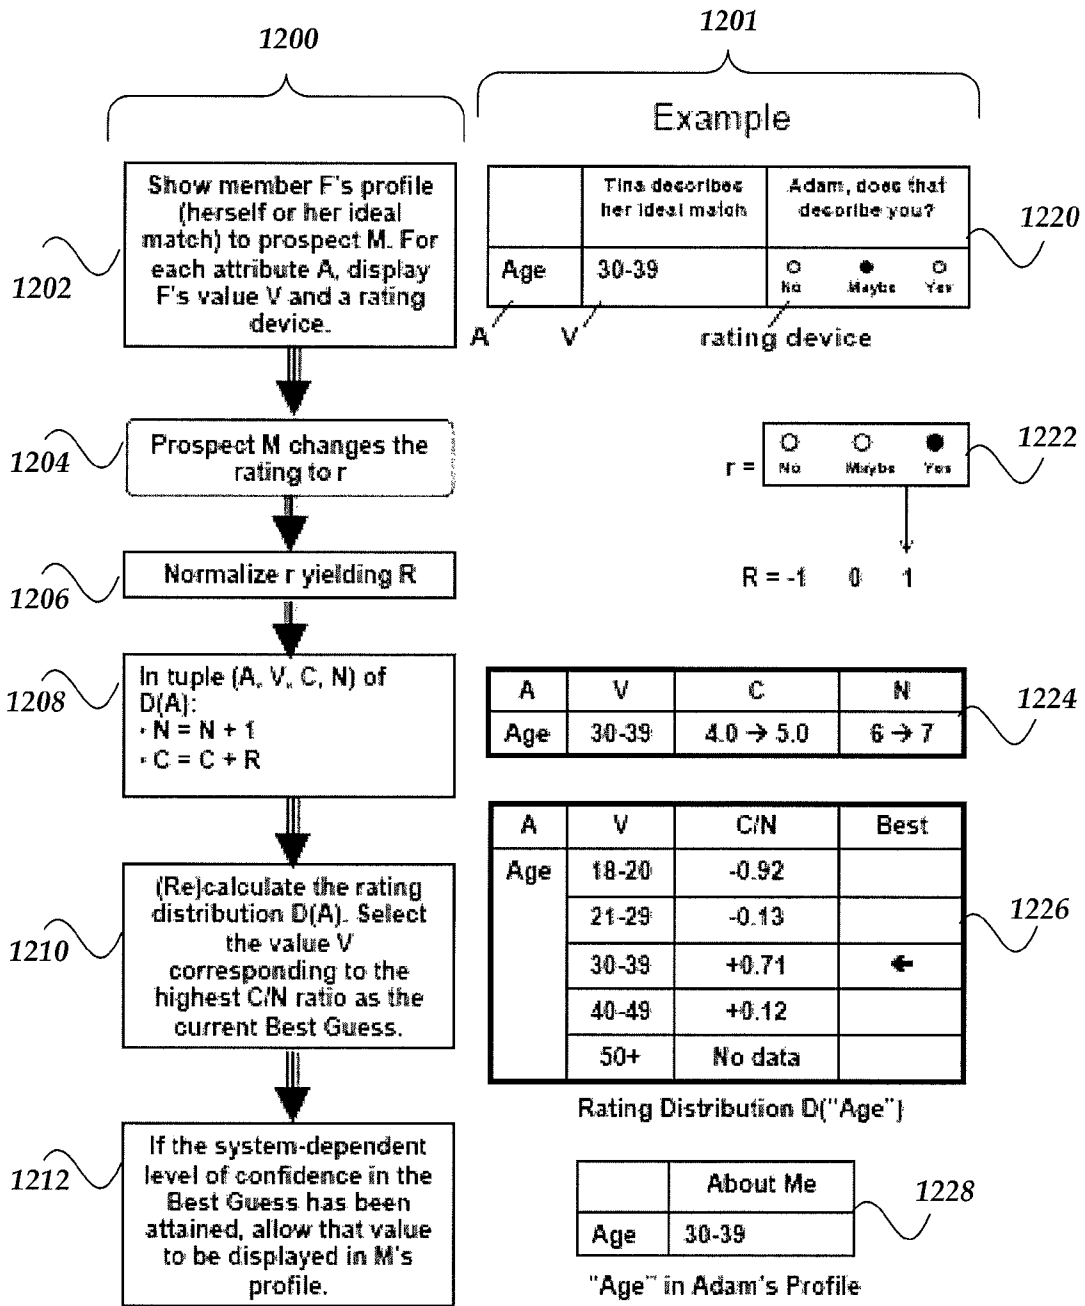 1200
1201
Example
Show member F's profile
(herself or her ideal
match) to prospect M. For
each attribute A, display
F's value V and a rating
device.
1202
Tina describes
her ideal match
Adam, does that
describe you?
1220
Age
30-39
No
Maybe
Yes
A
V
rating device
Prospect M changes the
rating to r
1204
r =
No
Maybe
Yes
1222
Normalize r yielding R
1206
R = -1 0 1
In tuple (A, V, C, N) of
D(A):
· N = N + 1
· C = C + R
1208
A V C N
Age 30-39 4.0 → 5.0 6 → 7
1224
(Re)calculate the rating
distribution D(A). Select
the value V
corresponding to the
highest C/N ratio as the
current Best Guess.
1210
A V C/N Best
Age 18-20 -0.92
21-29 -0.13
30-39 +0.71 ←
40-49 +0.12
50+ No data
1226
Rating Distribution D("Age")
If the system-dependent
level of confidence in the
Best Guess has been
attained, allow that value
to be displayed in M's
profile.
1212
About Me
Age 30-39
1228
"Age" in Adam's Profile